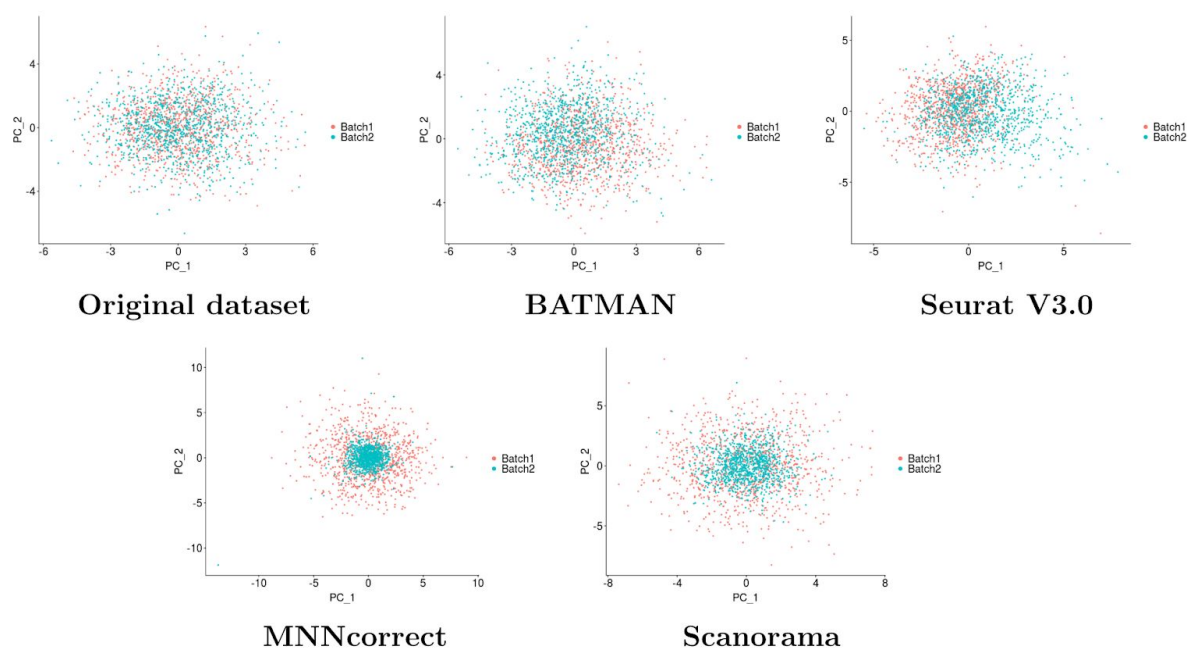 4
0
-4
PC_2
-6
-3
0
3
6
PC_1
Batch1
Batch2
Original dataset
4
0
-4
PC_2
-6
-3
0
3
6
PC_1
Batch1
Batch2
BATMAN
5
0
-5
PC_2
-5
0
5
PC_1
Batch1
Batch2
Seurat V3.0
10
5
0
-5
-10
PC_2
-10
-5
0
5
10
PC_1
Batch1
Batch2
MNNcorrect
5
0
-5
PC_2
-8
-4
0
4
8
PC_1
Batch1
Batch2
Scanorama